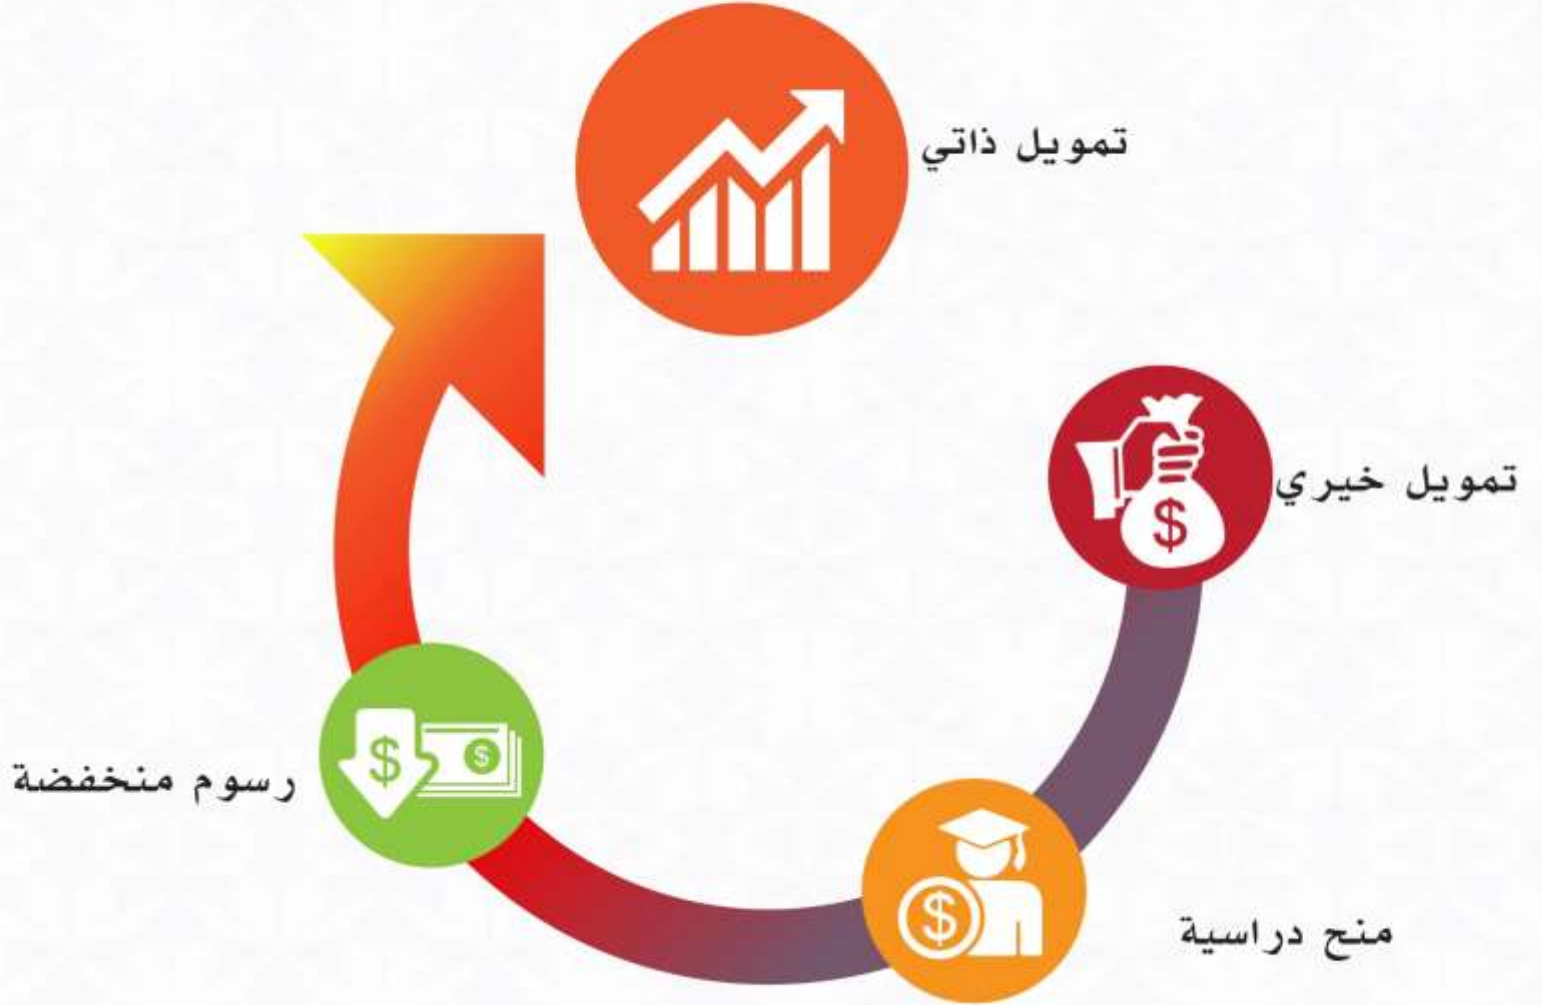 تمويل ذاتي
تمويل خيري
رسوم منخفضة
منح دراسية
$
$
$
$